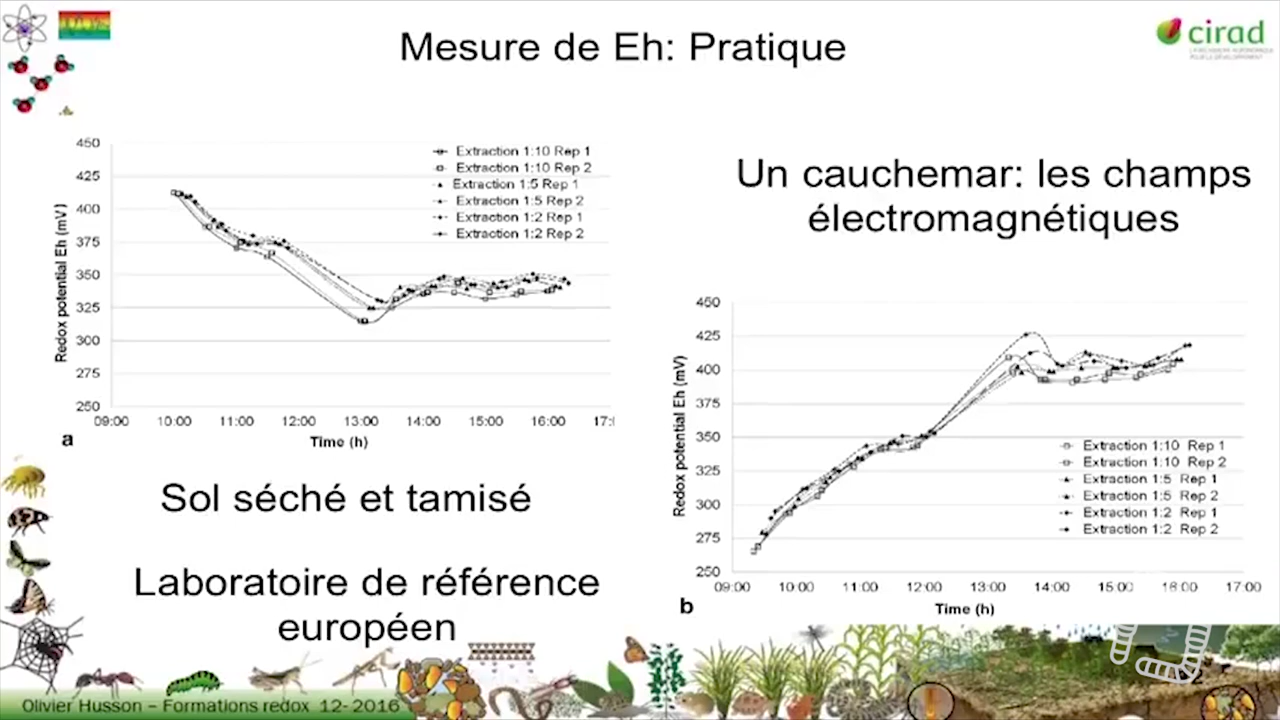 Mesure de Eh: Pratique
cirad
Un cauchemar: les champs
électromagnétiques
Redox potential Eh (mV)
450
425
400
375
350
325
300
275
250
09:00 10:00 11:00 12:00 13:00 14:00 15:00 16:00 17:
Time (h)
a
Extraction 1:10 Rep 1
Extraction 1:10 Rep 2
Extraction 1:5 Rep 1
Extraction 1:5 Rep 2
Extraction 1:2 Rep 1
Extraction 1:2 Rep 2
Redox potential Eh (mV)
450
425
400
375
350
325
300
275
250
09:00 10:00 11:00 12:00 13:00 14:00 15:00 16:00 17:00
Time (h)
b
Extraction 1:10 Rep 1
Extraction 1:10 Rep 2
Extraction 1:5 Rep 1
Extraction 1:5 Rep 2
Extraction 1:2 Rep 1
Extraction 1:2 Rep 2
Sol séché et tamisé
Laboratoire de référence
européen
Olivier Husson – Formations redox 12- 2016